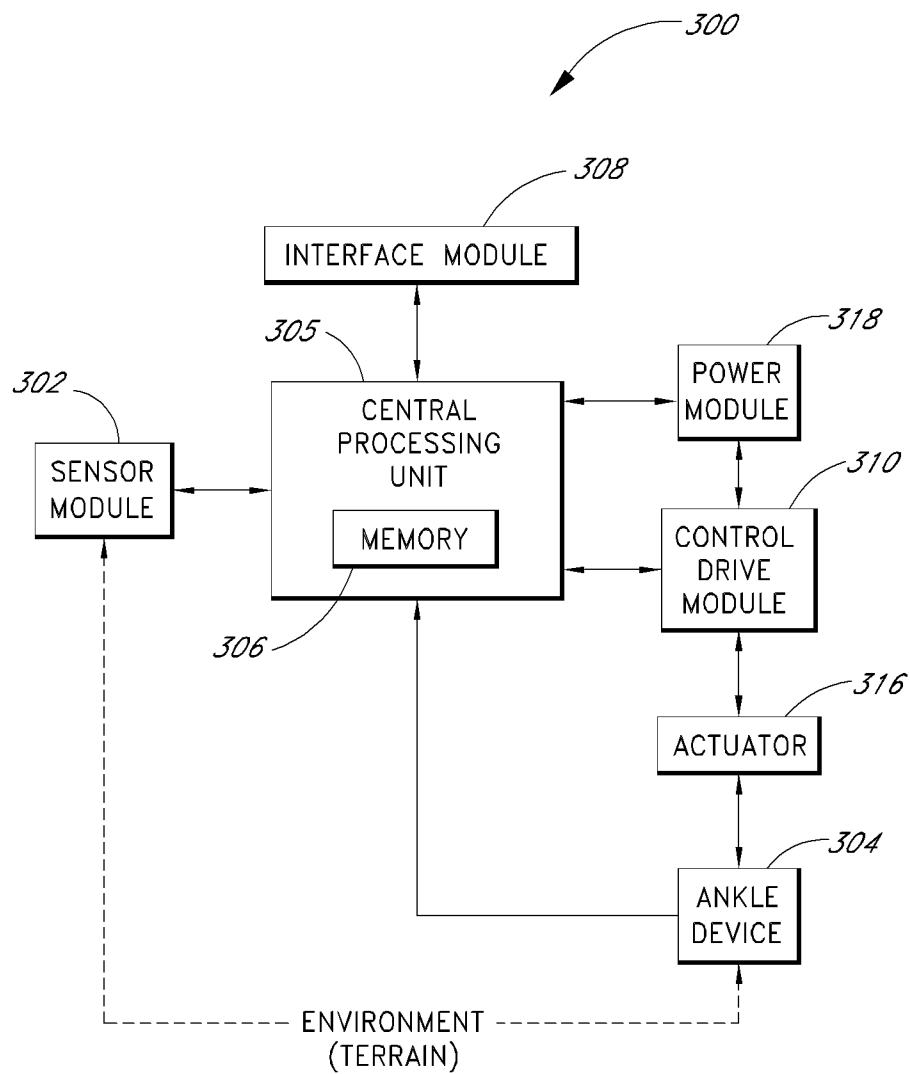 300
308
INTERFACE MODULE
305
318
302
CENTRAL
PROCESSING
UNIT
POWER
MODULE
SENSOR
MODULE
310
MEMORY
CONTROL
DRIVE
MODULE
306
316
ACTUATOR
304
ANKLE
DEVICE
ENVIRONMENT
(TERRAIN)